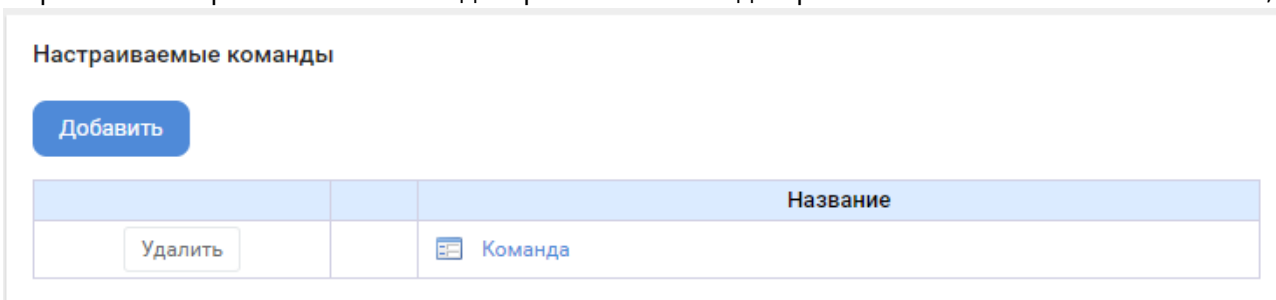 Настраиваемые команды
Добавить
Название
Удалить Команда